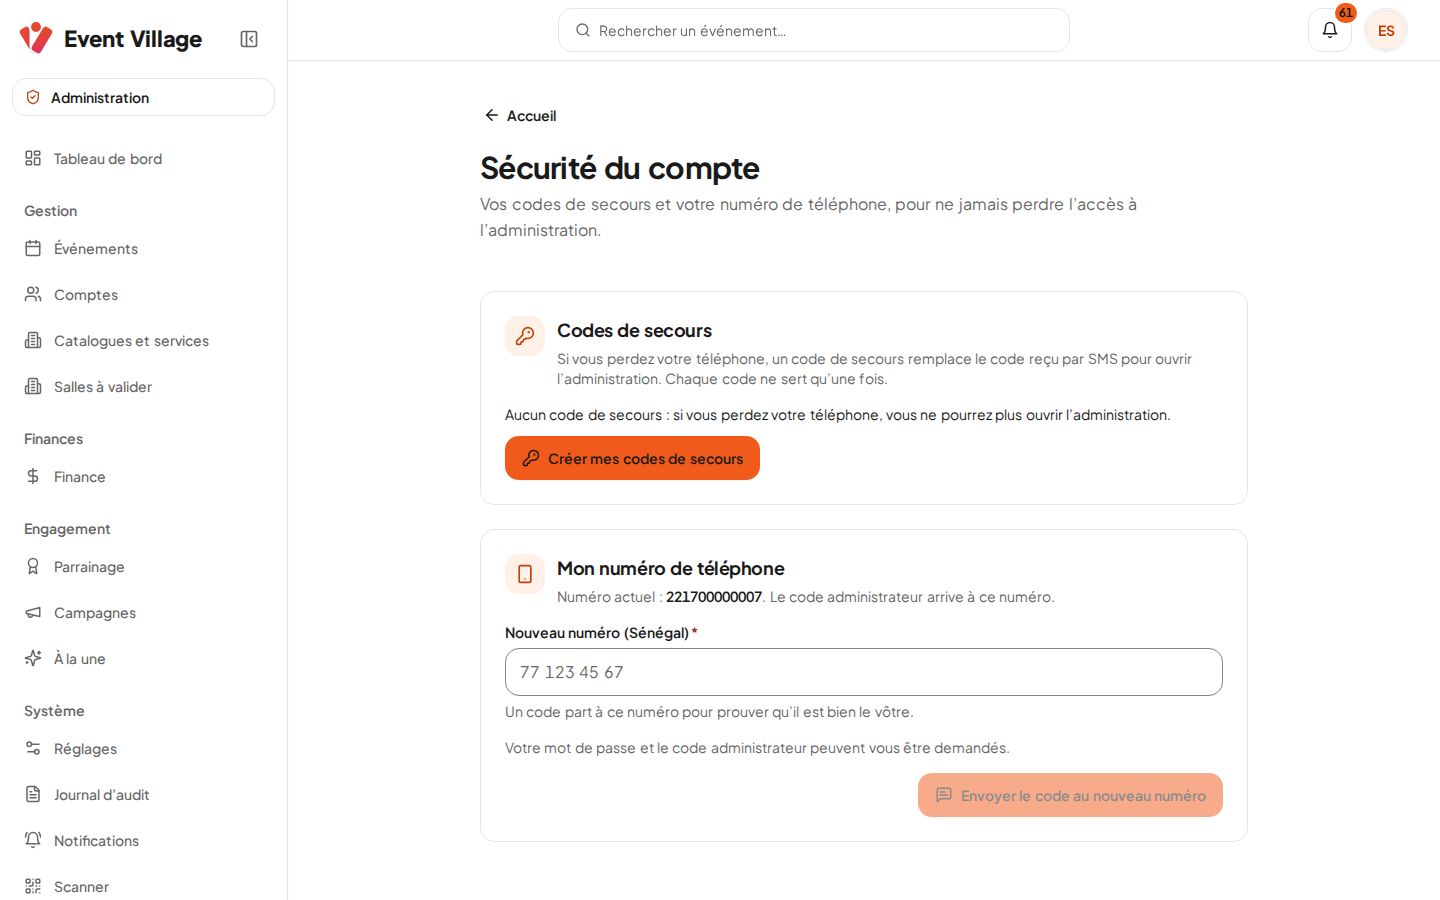 Event Village
Rechercher un événement...
61
ES
Administration
Tableau de bord
Gestion
Événements
Comptes
Catalogues et services
Salles à valider
Finances
Finance
Engagement
Parrainage
Campagnes
À la une
Système
Réglages
Journal d’audit
Notifications
Scanner
Accueil
Sécurité du compte
Vos codes de secours et votre numéro de téléphone, pour ne jamais perdre l’accès à
l’administration.
Codes de secours
Si vous perdez votre téléphone, un code de secours remplace le code reçu par SMS pour ouvrir
l’administration. Chaque code ne sert qu’une fois.
Aucun code de secours : si vous perdez votre téléphone, vous ne pourrez plus ouvrir l’administration.
Créer mes codes de secours
Mon numéro de téléphone
Numéro actuel : 221700000007. Le code administrateur arrive à ce numéro.
Nouveau numéro (Sénégal) *
77 123 45 67
Un code part à ce numéro pour prouver qu’il est bien le vôtre.
Votre mot de passe et le code administrateur peuvent vous être demandés.
Envoyer le code au nouveau numéro